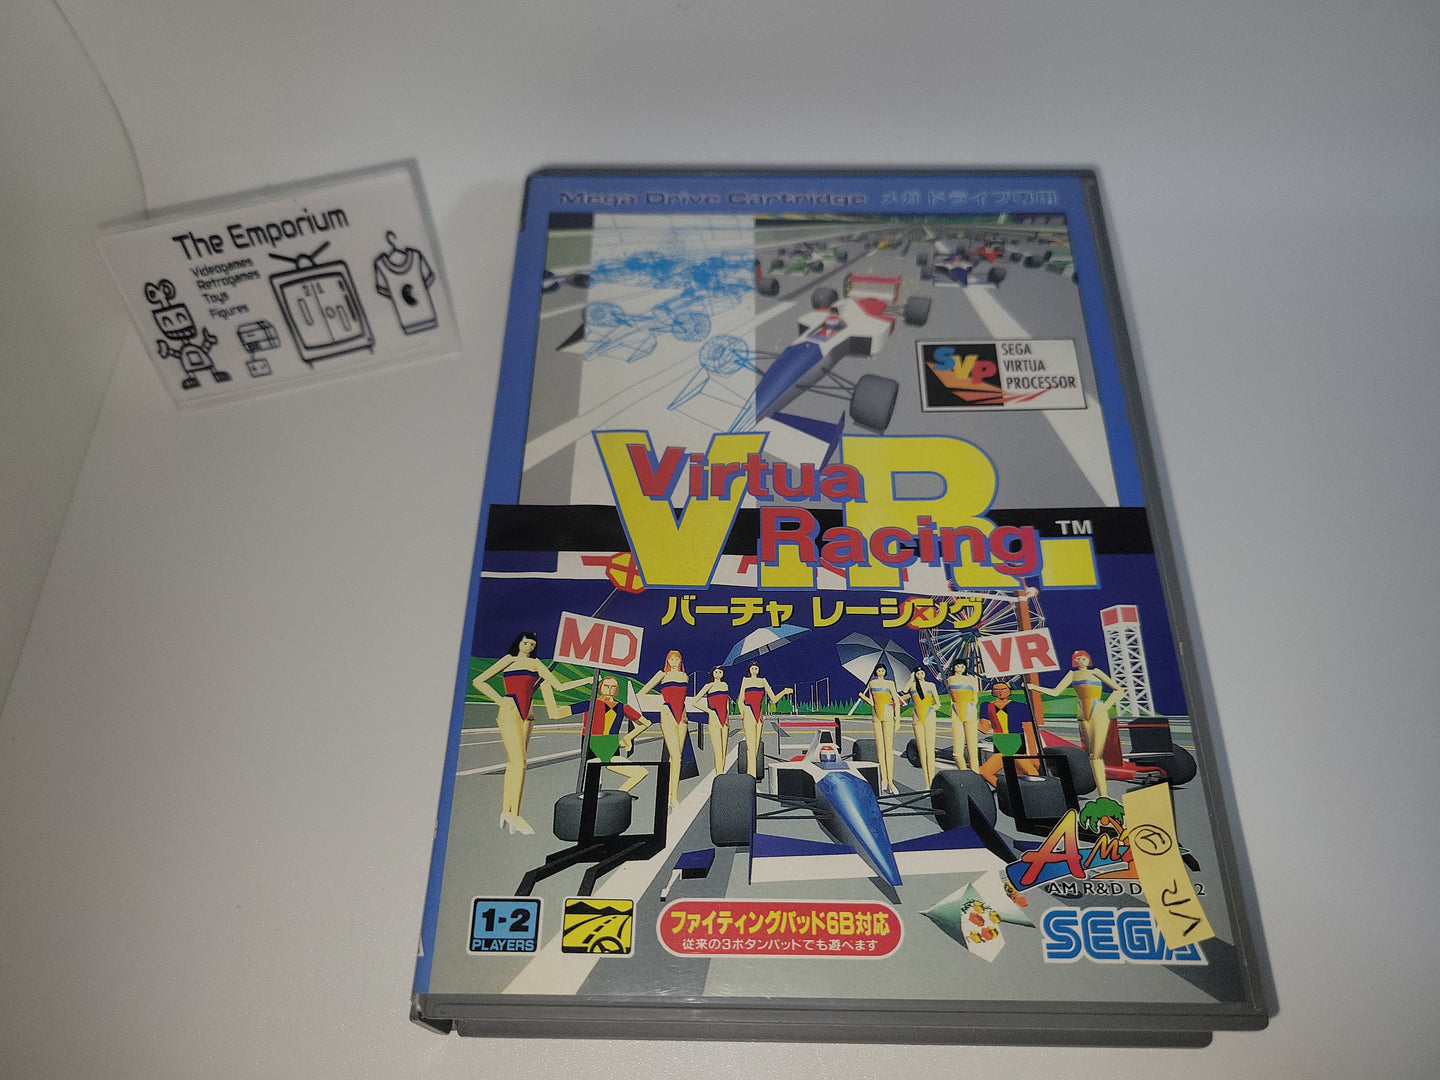 The Emporium
Videogames
Retrogames
Toys
Figures
Mega Drive Cartridge メガドライブ専用
SVP
SEGA
VIRTUA
PROCESSOR
V.R.
Virtua
Racing
TM
バーチャ レーシング
MD
VR
AM R&D D
2
1-2
PLAYERS
ファイティングパッド6B対応
従来の3ボタンパッドでも遊べます
SEGA